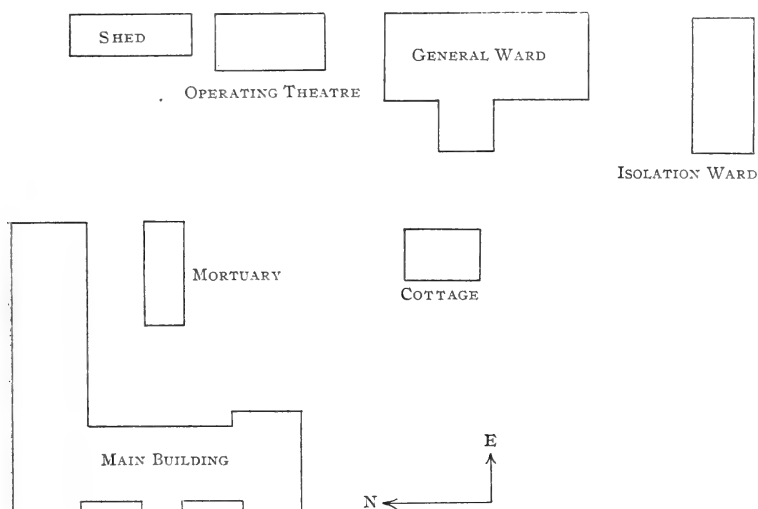 SHED
GENERAL WARD
OPERATING THEATRE
ISOLATION WARD
MORTUARY
COTTAGE
MAIN BUILDING
E
N